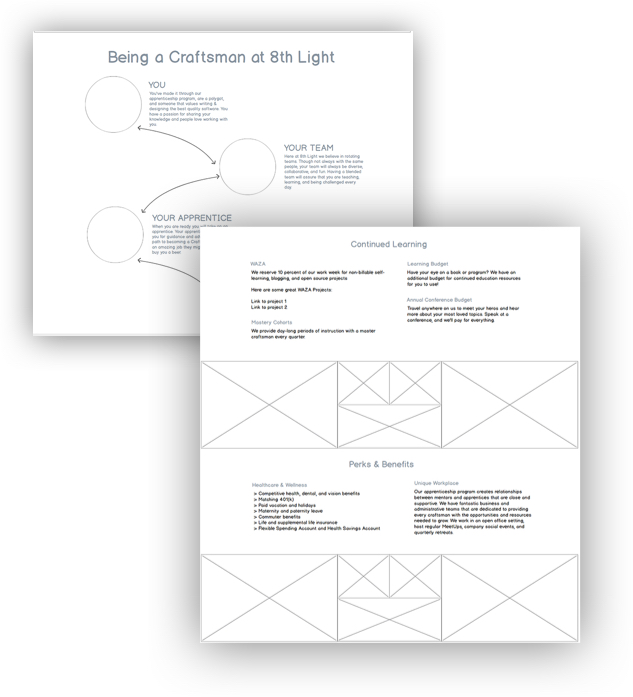 Being a Craftsman at 8th Light
YOU
You've made it through our
apprenticeship program, are a polyglot,
and someone that values writing &
designing the best quality software. You
have a passion for sharing your
knowledge and people love working with
you.
YOUR TEAM
Here at 8th Light we believe in rotating
teams. Though not always with the same
people, your team will always be diverse,
collaborative, and fun. Having a blended
team will assure that you are teaching,
learning, and being challenged every
day.
YOUR APPRENTICE
When you are ready you
apprentice. Your
you for guidance and
path to becoming a
an amazing job they
buy you a beer.
Continued Learning
WAZA
We reserve 10 percent of our work week for non-billable self-
learning, blogging, and open source projects
Here are some great WAZA Projects:
Link to project 1
Link to project 2
Mastery Cohorts
We provide day-long periods of instruction with a master
craftsman every quarter
Learning Budget
Have your eye on a book or program? We have an
additional budget for continued education resources
for you to use!
Annual Conference Budget
Travel anywhere on us to meet your heros and hear
more about your most loved topics. Speak at a
conference, and we'll pay for everything.
Perks & Benefits
Healthcare & Wellness
> Competitive health, dental, and vision benefits
> Matching 401(k)
> Paid vacation and holidays
> Maternity and paternity leave
> Commuter benefits
> Life and supplemental life insurance
> Flexible Spending Account and Health Savings Account
Unique Workplace
Our apprenticeship program creates relationships
between mentors and apprentices that are close and
supportive. We have fantastic business and
administrative teams that are dedicated to providing
every craftsman with the opportunities and resources
needed to grow. We work in an open office setting,
host regular MeetUps, company social events, and
quarterly retreats.